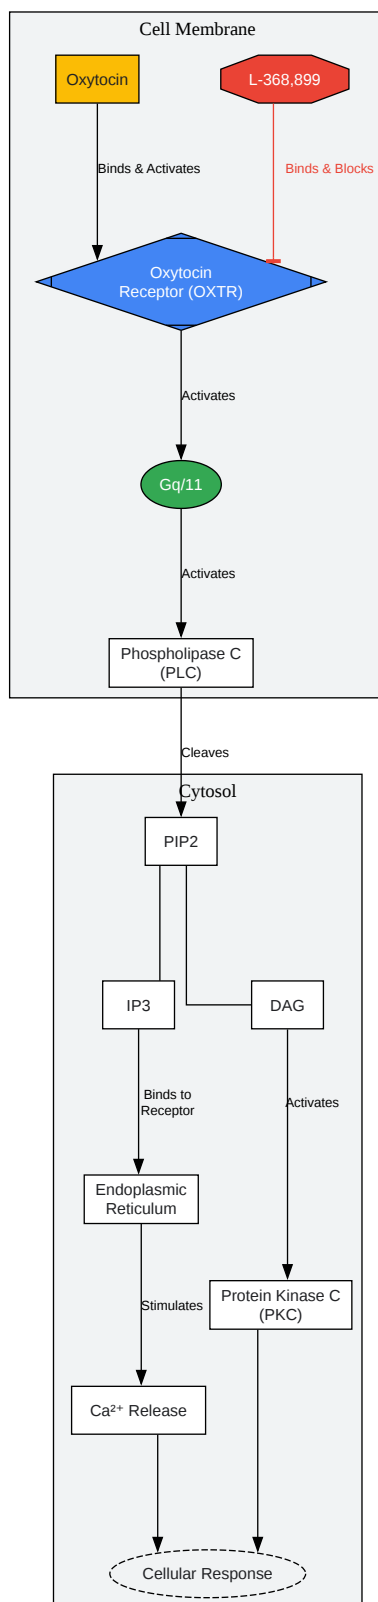 Cell Membrane
Oxytocin
L-368,899
Binds & Activates
Binds & Blocks
Oxytocin
Receptor (OXTR)
Activates
Gq/11
Activates
Phospholipase C
(PLC)
Cleaves
Cytosol
PIP2
IP3
DAG
Binds to
Receptor
Activates
Endoplasmic
Reticulum
Stimulates
Protein Kinase C
(PKC)
Ca²⁺ Release
Cellular Response